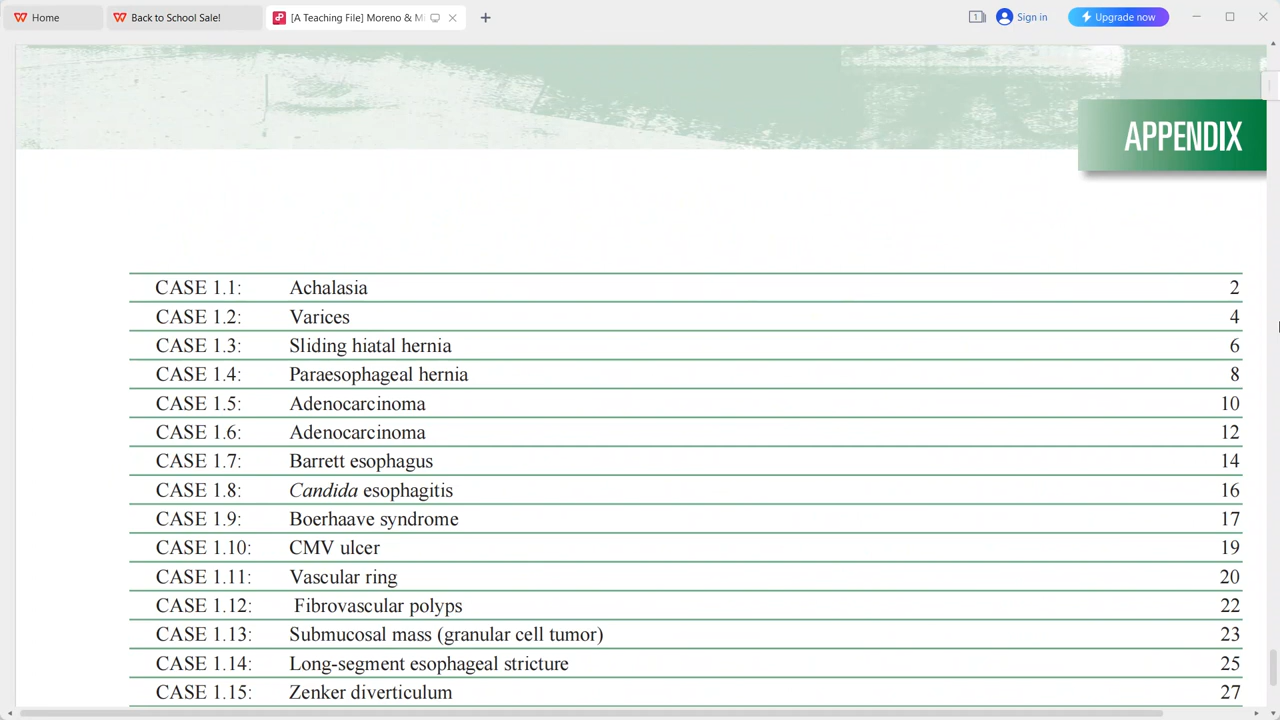 Home
Back to School Sale!
[A Teaching File] Moreno & M
1
Sign in
Upgrade now
APPENDIX
CASE 1.1: Achalasia 2
CASE 1.2: Varices 4
CASE 1.3: Sliding hiatal hernia 6
CASE 1.4: Paraesophageal hernia 8
CASE 1.5: Adenocarcinoma 10
CASE 1.6: Adenocarcinoma 12
CASE 1.7: Barrett esophagus 14
CASE 1.8: Candida esophagitis 16
CASE 1.9: Boerhaave syndrome 17
CASE 1.10: CMV ulcer 19
CASE 1.11: Vascular ring 20
CASE 1.12: Fibrovascular polyps 22
CASE 1.13: Submucosal mass (granular cell tumor) 23
CASE 1.14: Long-segment esophageal stricture 25
CASE 1.15: Zenker diverticulum 27